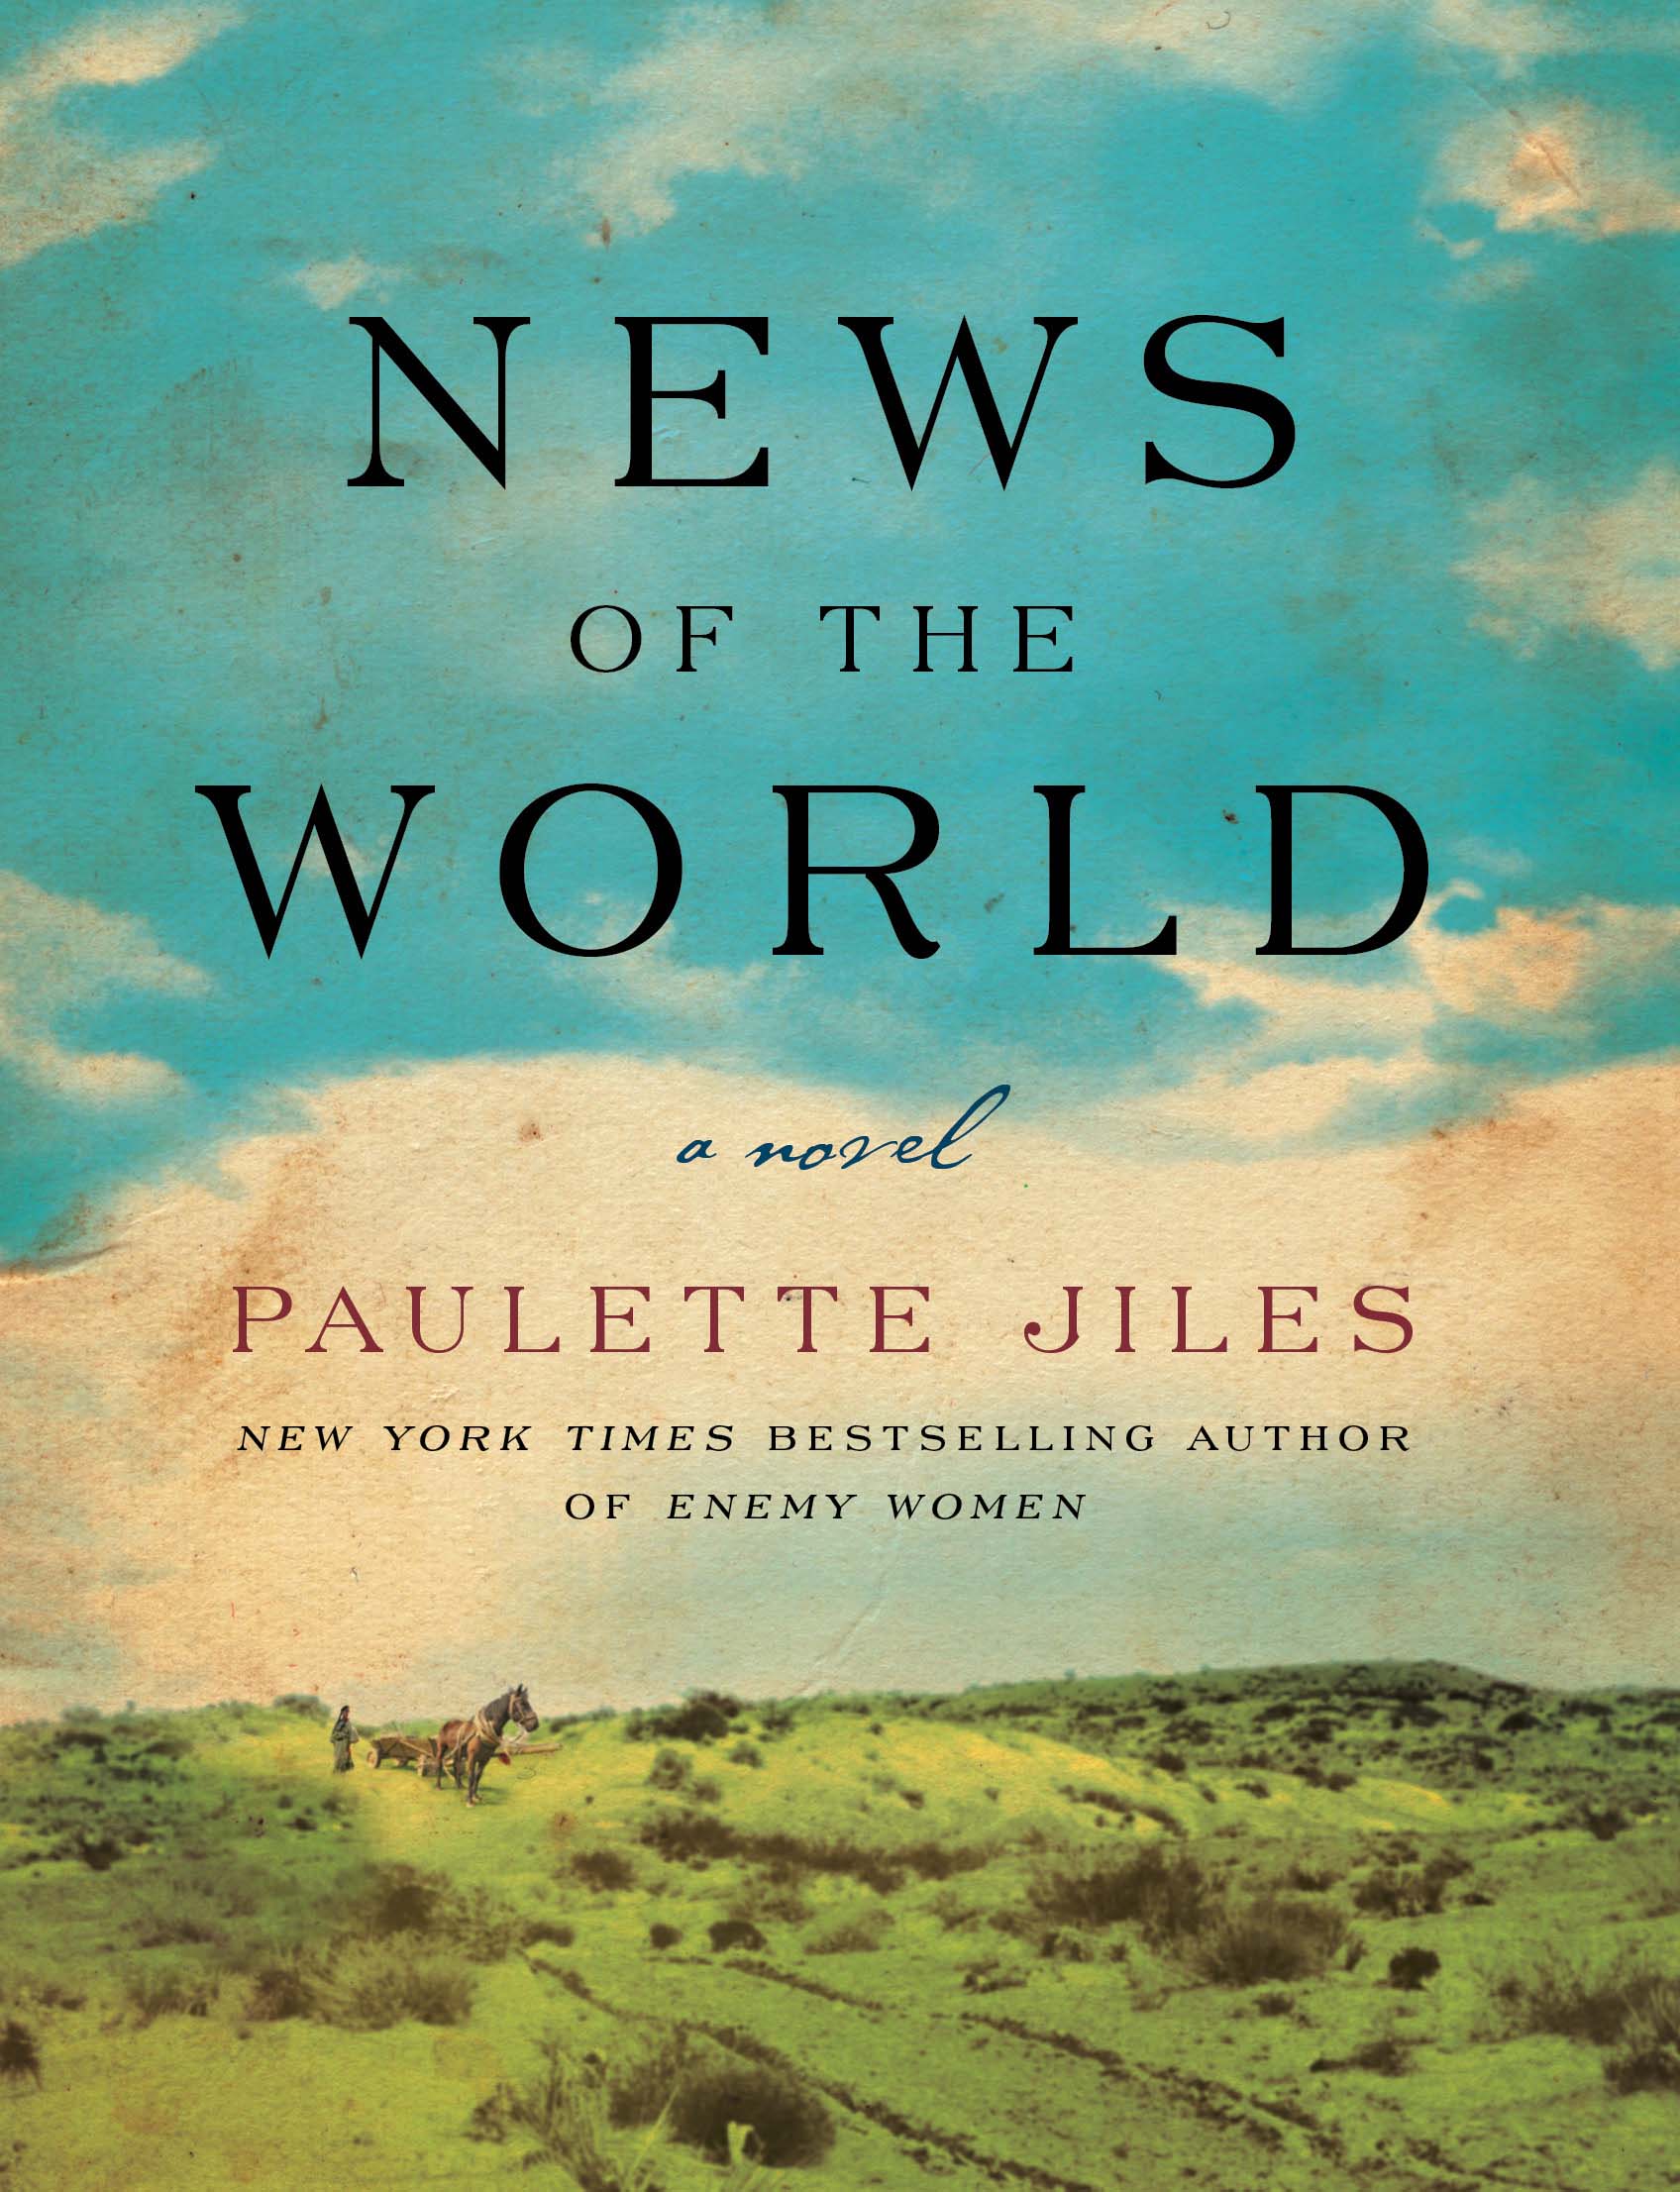 NEWS
OF THE
WORLD
a novel
PAULETTE JILES
NEW YORK TIMES BESTSELLING AUTHOR
OF ENEMY WOMEN